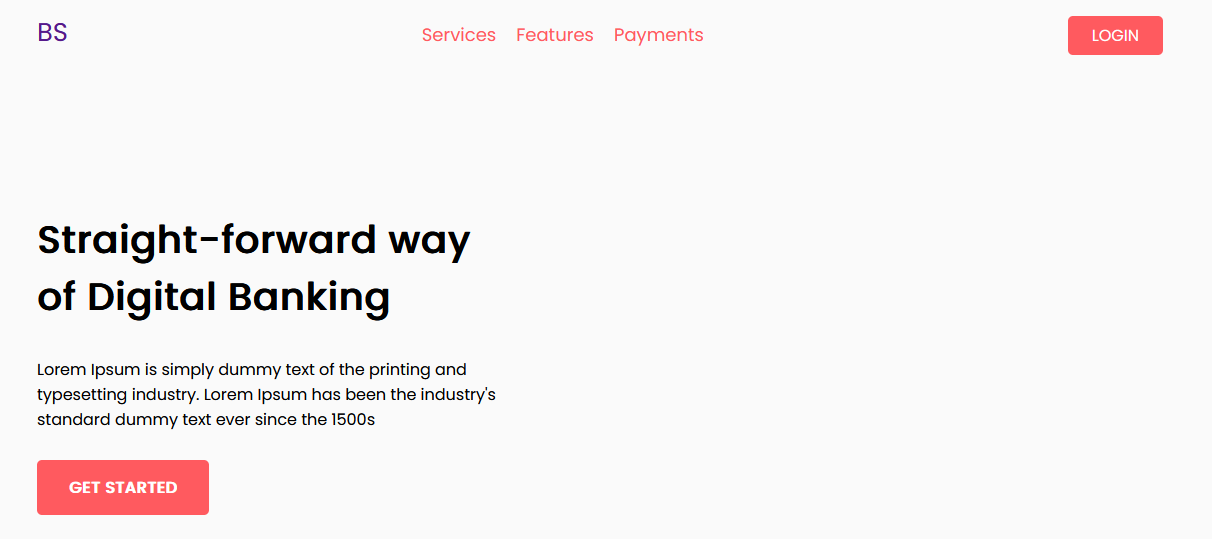 BS
Services Features Payments
LOGIN
Straight-forward way
of Digital Banking
Lorem Ipsum is simply dummy text of the printing and
typesetting industry. Lorem Ipsum has been the industry's
standard dummy text ever since the 1500s
GET STARTED